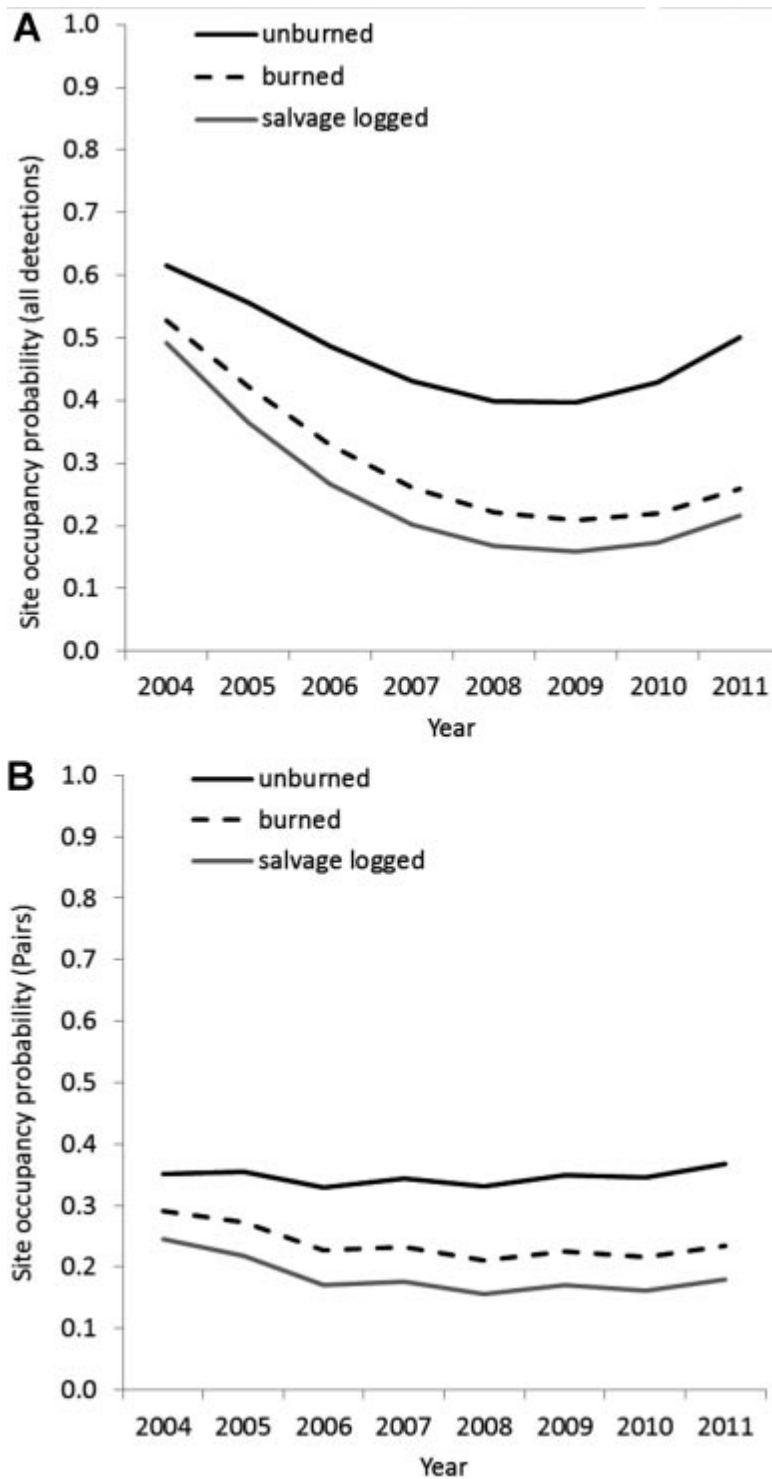 A
unburned
burned
salvage logged
Site occupancy probability (all detections)
1.0
0.9
0.8
0.7
0.6
0.5
0.4
0.3
0.2
0.1
0.0
2004 2005 2006 2007 2008 2009 2010 2011
Year
B
unburned
burned
salvage logged
Site occupancy probability (Pairs)
1.0
0.9
0.8
0.7
0.6
0.5
0.4
0.3
0.2
0.1
0.0
2004 2005 2006 2007 2008 2009 2010 2011
Year